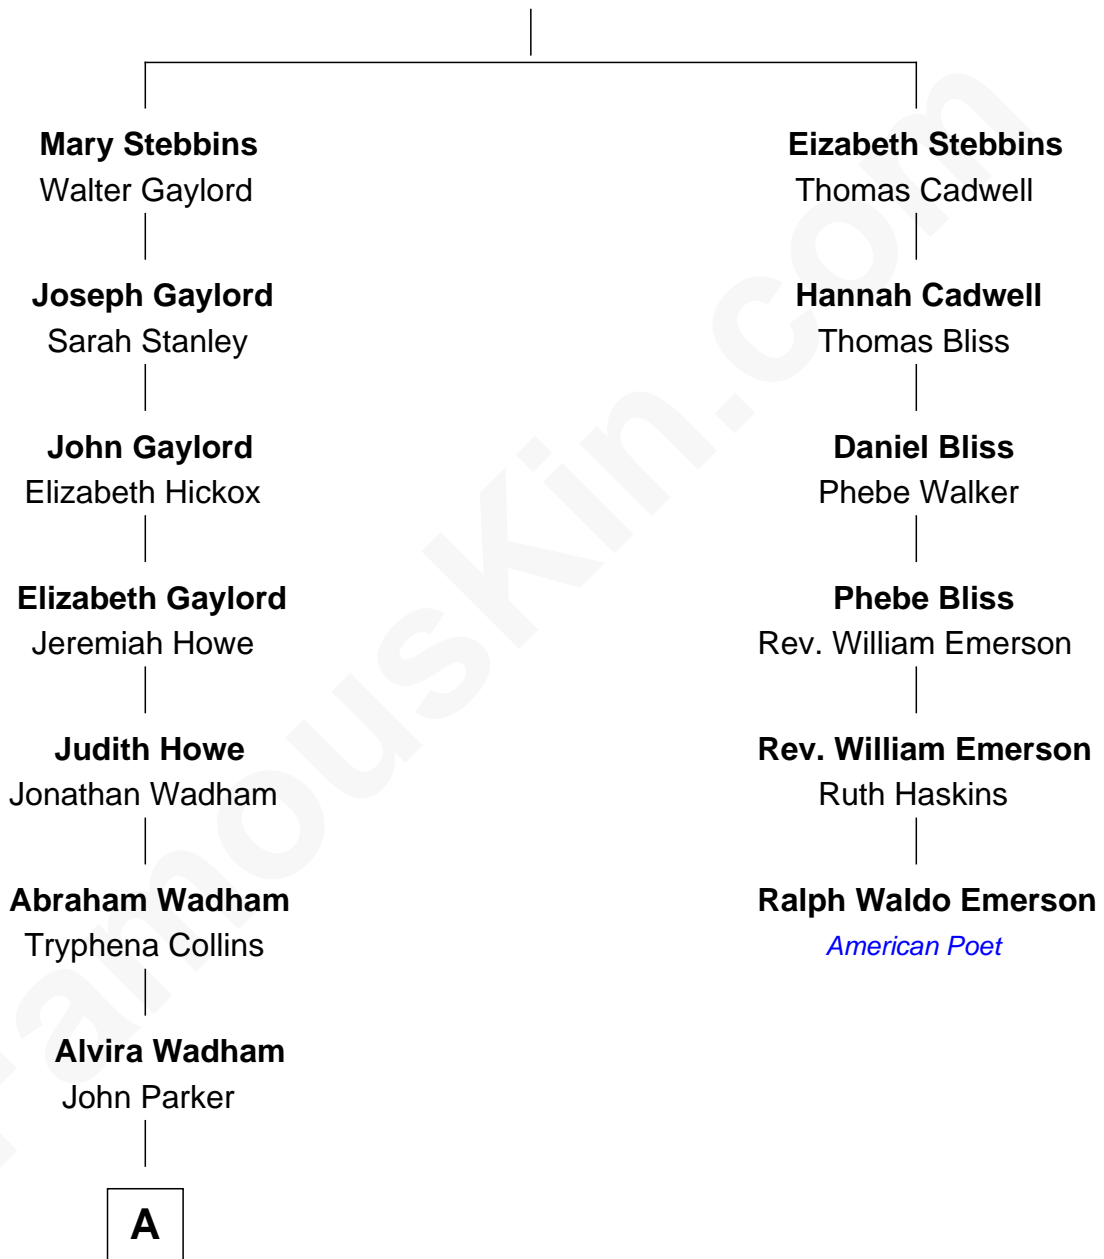 Mary Stebbins
Walter Gaylord
Eizabeth Stebbins
Thomas Cadwell
Joseph Gaylord
Sarah Stanley
Hannah Cadwell
Thomas Bliss
John Gaylord
Elizabeth Hickox
Daniel Bliss
Phebe Walker
Elizabeth Gaylord
Jeremiah Howe
Phebe Bliss
Rev. William Emerson
Judith Howe
Jonathan Wadham
Rev. William Emerson
Ruth Haskins
Abraham Wadham
Tryphena Collins
Ralph Waldo Emerson
American Poet
Alvira Wadham
John Parker
A
FamousKin.com